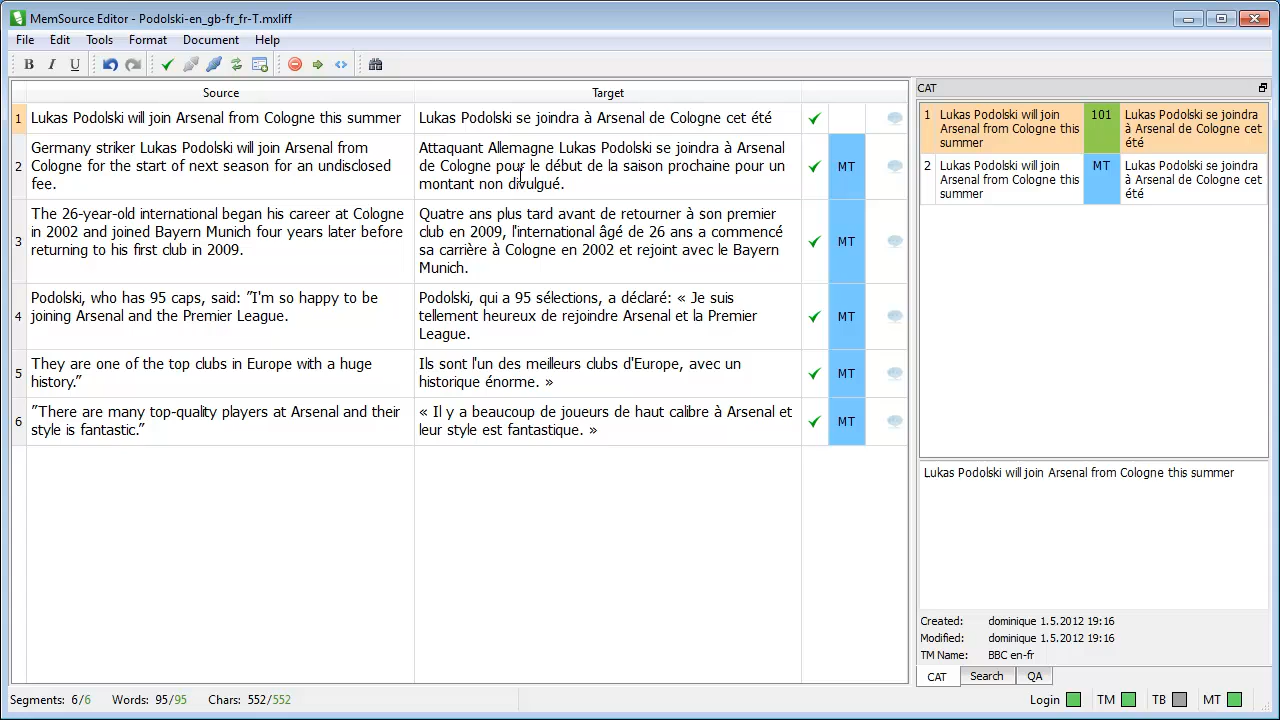 MemSource Editor - Podolski-en_gb-fr_fr-T.mxliff
File Edit Tools Format Document Help
B I U
Source Target
1 Lukas Podolski will join Arsenal from Cologne this summer
Lukas Podolski se joindra à Arsenal de Cologne cet été
2 Germany striker Lukas Podolski will join Arsenal from
Cologne for the start of next season for an undisclosed
fee.
Attaquant Allemagne Lukas Podolski se joindra à Arsenal
de Cologne pour le début de la saison prochaine pour un
montant non divulgué.
MT
3 The 26-year-old international began his career at Cologne
in 2002 and joined Bayern Munich four years later before
returning to his first club in 2009.
Quatre ans plus tard avant de retourner à son premier
club en 2009, l'international âgé de 26 ans a commencé
sa carrière à Cologne en 2002 et rejoint avec le Bayern
Munich.
MT
4 Podolski, who has 95 caps, said: "I'm so happy to be
joining Arsenal and the Premier League.
Podolski, qui a 95 sélections, a déclaré: « Je suis
tellement heureux de rejoindre Arsenal et la Premier
League.
MT
5 They are one of the top clubs in Europe with a huge
history."
Ils sont l'un des meilleurs clubs d'Europe, avec un
historique énorme. »
MT
6 "There are many top-quality players at Arsenal and their
style is fantastic."
« Il y a beaucoup de joueurs de haut calibre à Arsenal et
leur style est fantastique. »
MT
CAT
1 Lukas Podolski will join
Arsenal from Cologne this
summer
101
Lukas Podolski se joindra
à Arsenal de Cologne cet
été
2 Lukas Podolski will join
Arsenal from Cologne this
summer
MT
Lukas Podolski se joindra
à Arsenal de Cologne cet
été
Lukas Podolski will join Arsenal from Cologne this summer
Created: dominique 1.5.2012 19:16
Modified: dominique 1.5.2012 19:16
TM Name: BBC en-fr
CAT Search QA
Segments: 6/6 Words: 95/95 Chars: 552/552
Login TM TB MT